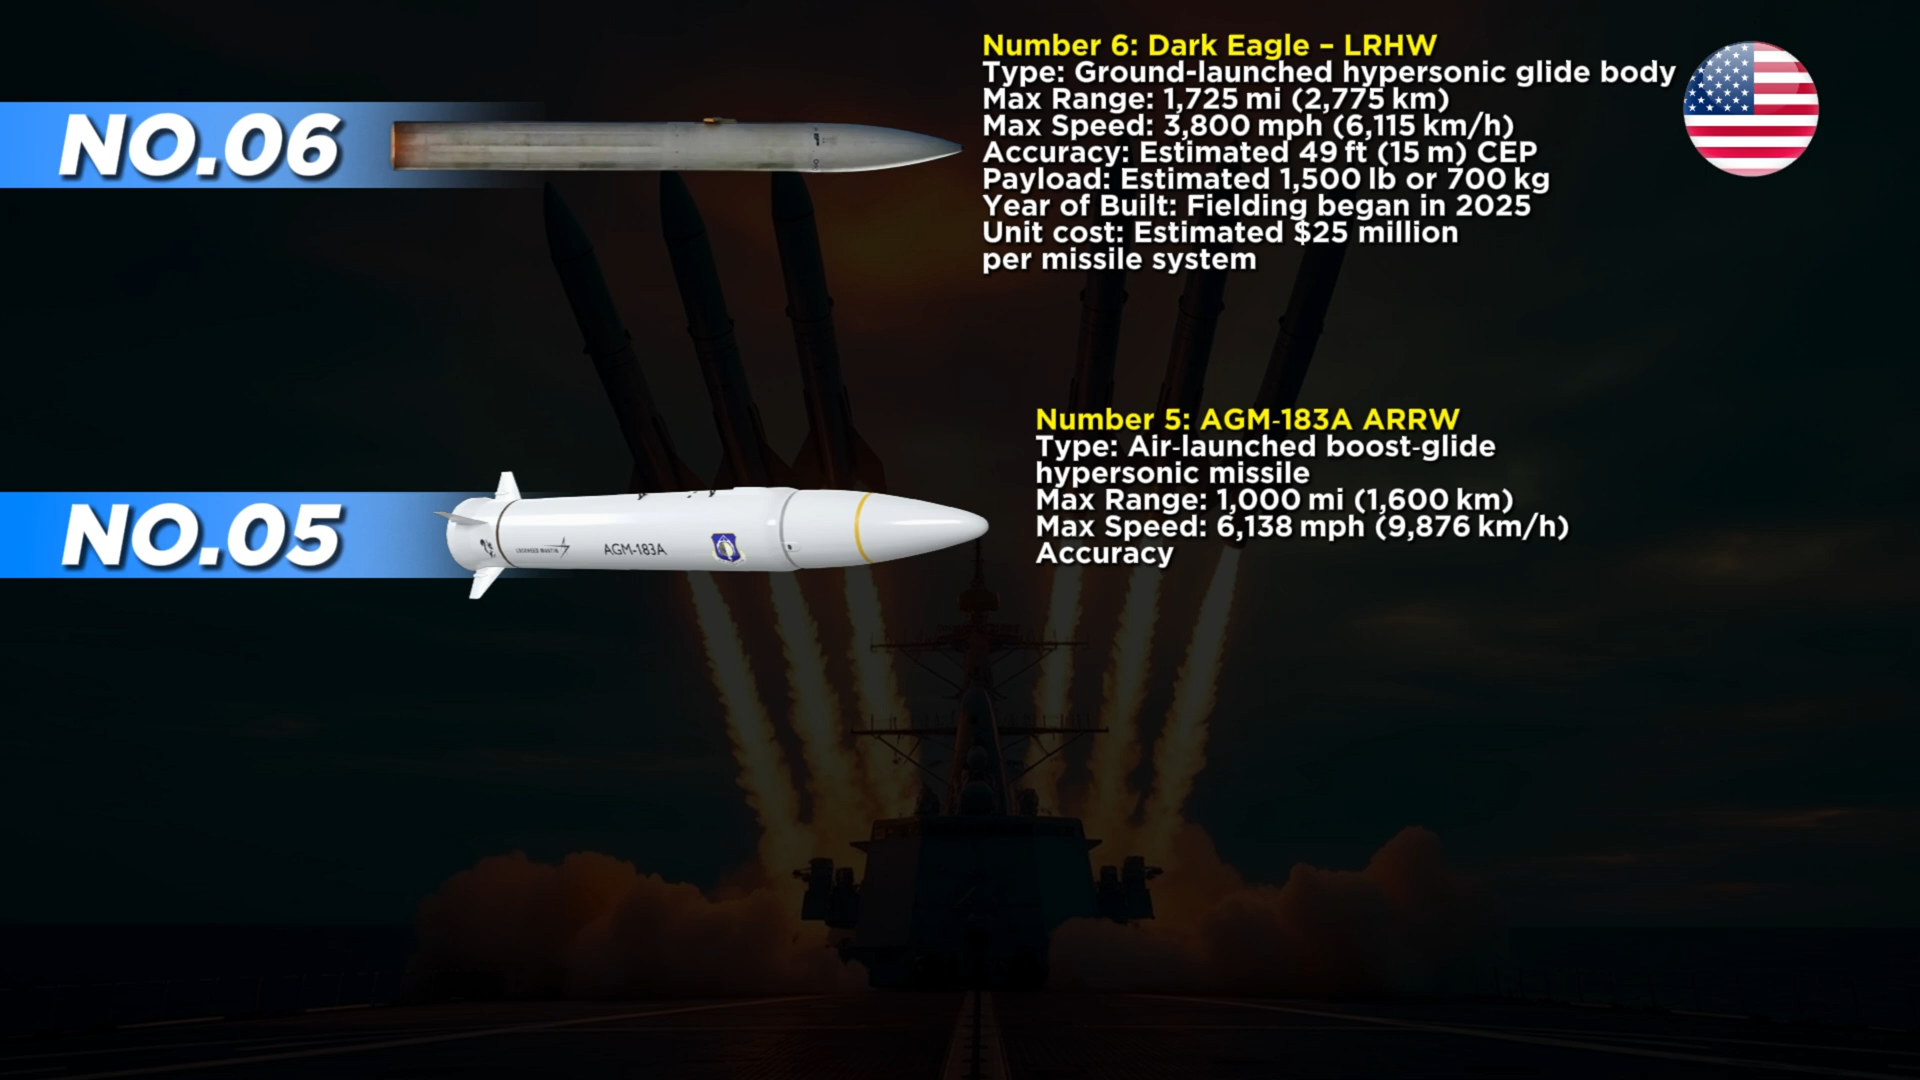 NO.06
Number 6: Dark Eagle – LRHW
Type: Ground-launched hypersonic glide body
Max Range: 1,725 mi (2,775 km)
Max Speed: 3,800 mph (6,115 km/h)
Accuracy: Estimated 49 ft (15 m) CEP
Payload: Estimated 1,500 lb or 700 kg
Year of Built: Fielding began in 2025
Unit cost: Estimated $25 million
per missile system
NO.05
LOCKHEED MARTIN
AGM-183A
Number 5: AGM-183A ARRW
Type: Air-launched boost-glide
hypersonic missile
Max Range: 1,000 mi (1,600 km)
Max Speed: 6,138 mph (9,876 km/h)
Accuracy